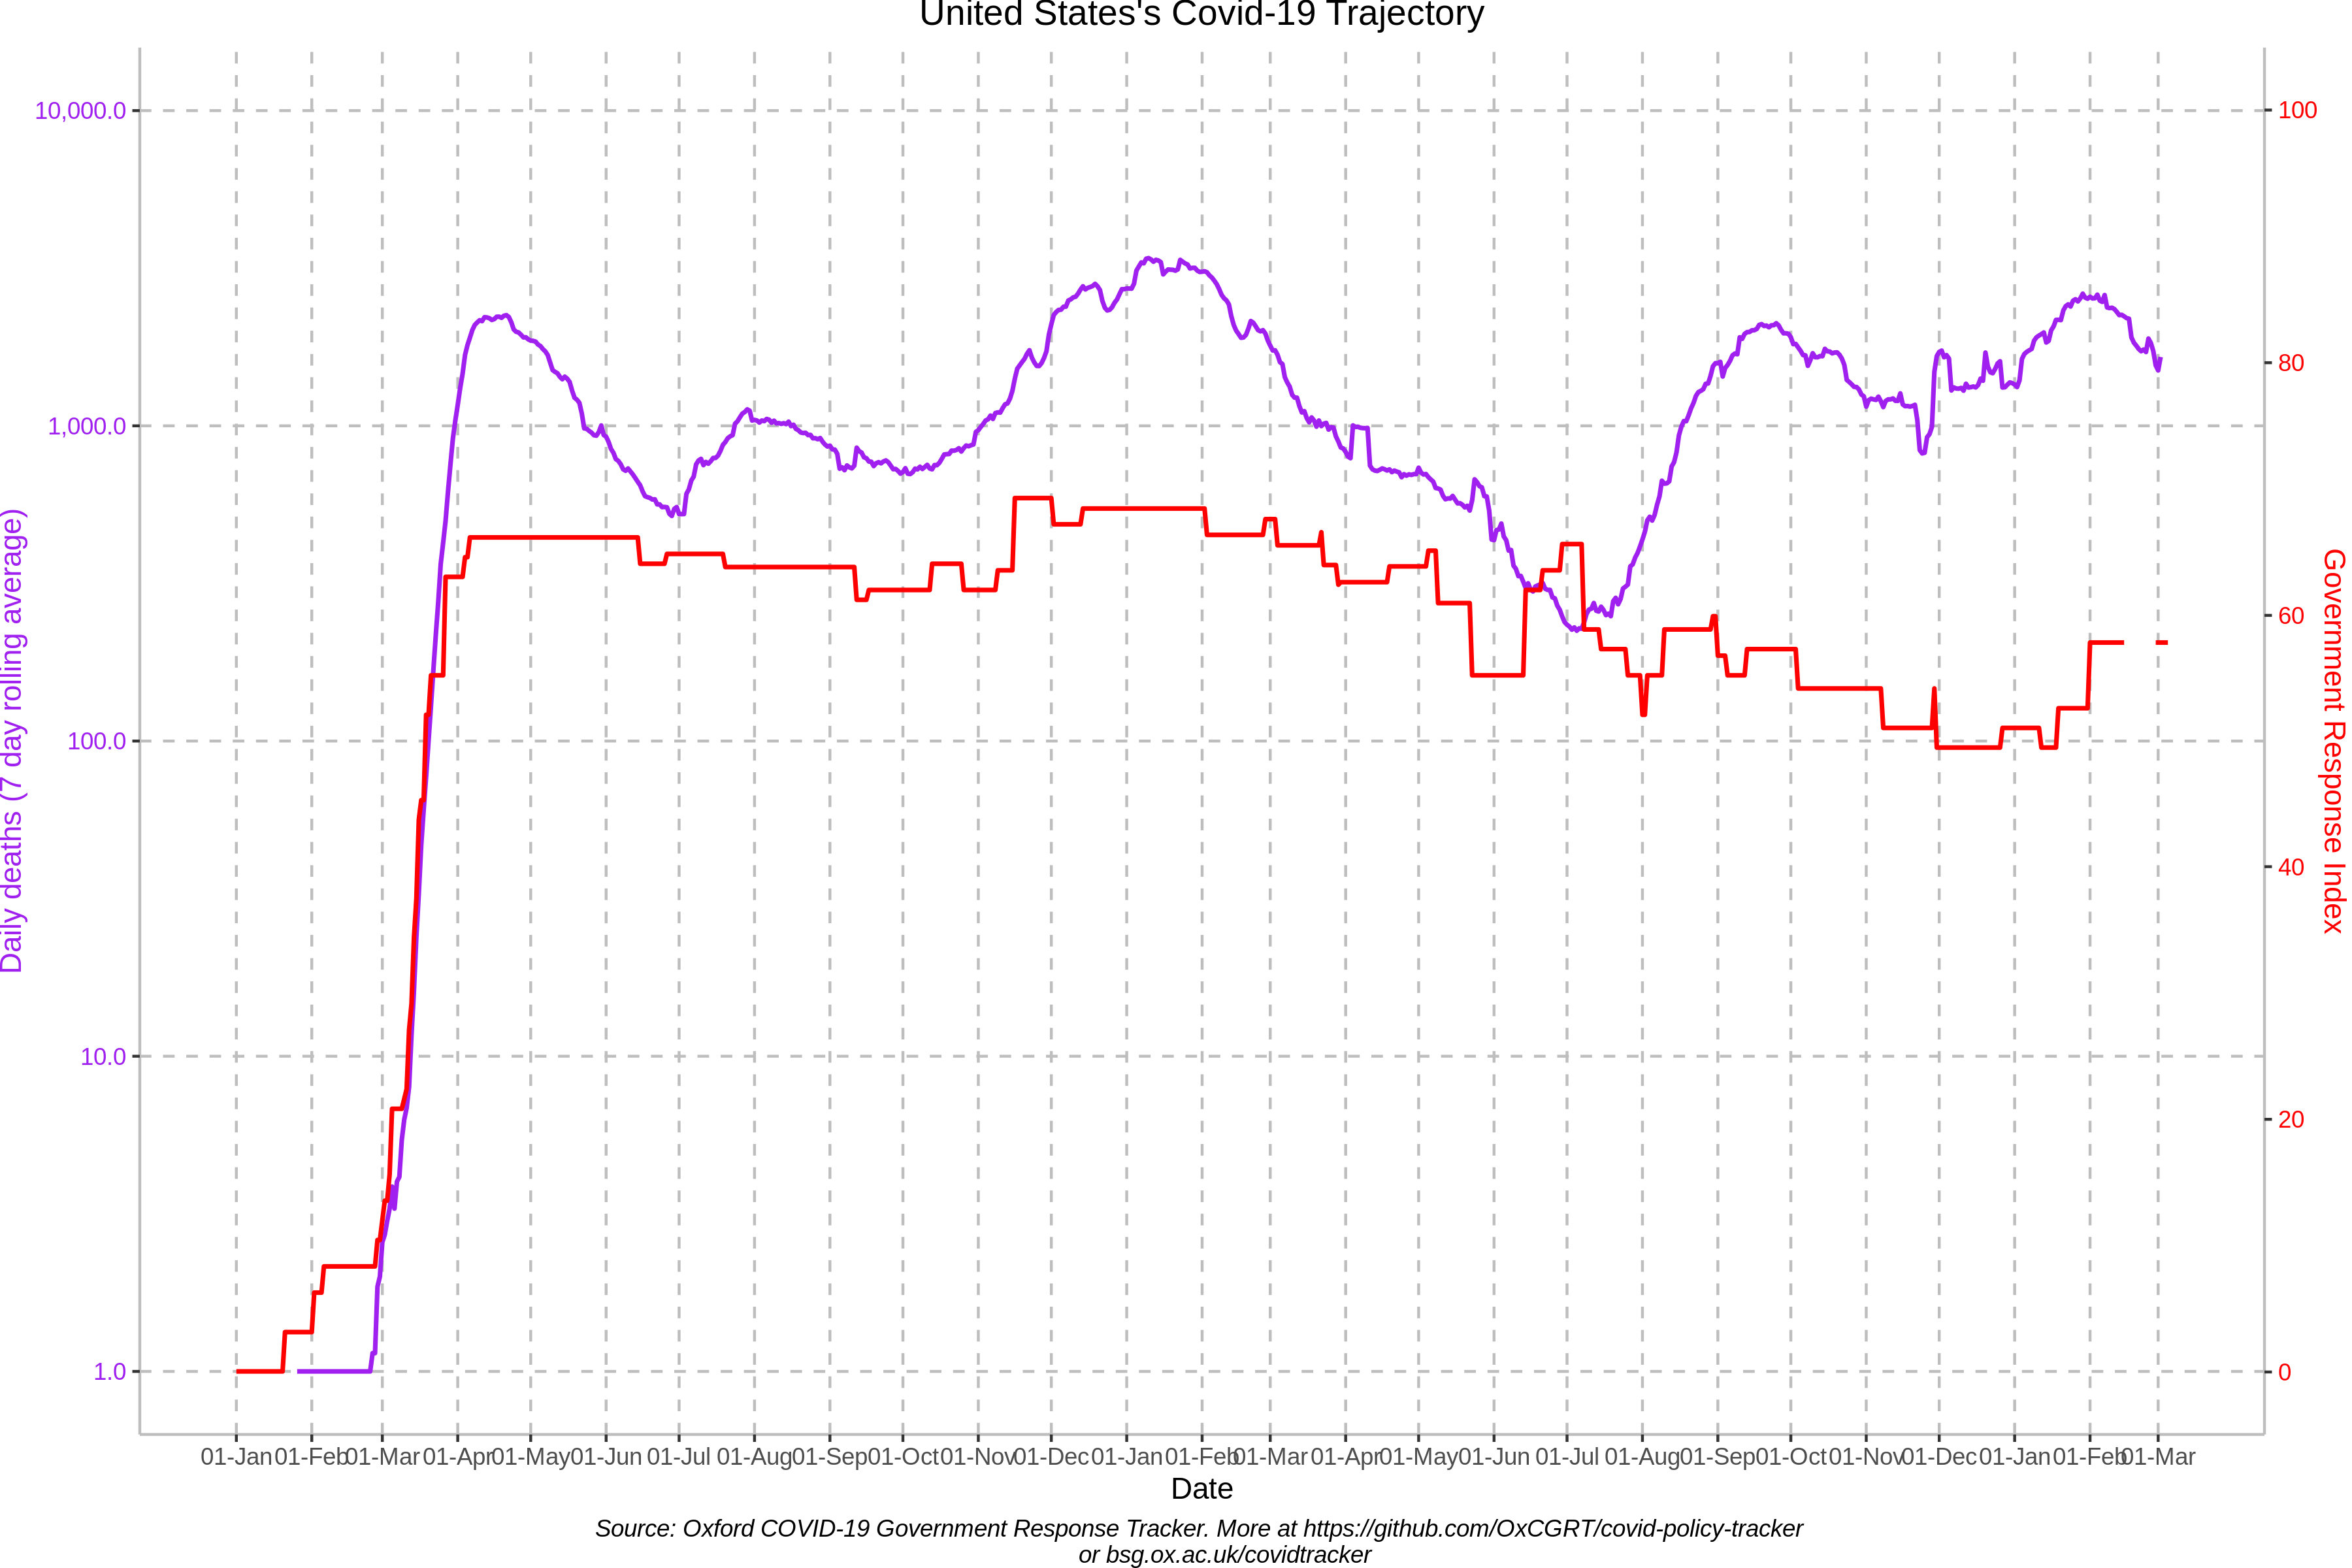 United States's Covid-19 Trajectory
10,000.0
1,000.0
100.0
10.0
1.0
Daily deaths (7 day rolling average)
100
80
60
40
20
0
Government Response Index
01-Jan 01-Feb 01-Mar 01-Apr 01-May 01-Jun 01-Jul 01-Aug 01-Sep 01-Oct 01-Nov 01-Dec 01-Jan 01-Feb 01-Mar 01-Apr 01-May 01-Jun 01-Jul 01-Aug 01-Sep 01-Oct 01-Nov 01-Dec 01-Jan 01-Feb 01-Mar
Date
Source: Oxford COVID-19 Government Response Tracker. More at https://github.com/OxCGRT/covid-policy-tracker
or bsg.ox.ac.uk/covidtracker